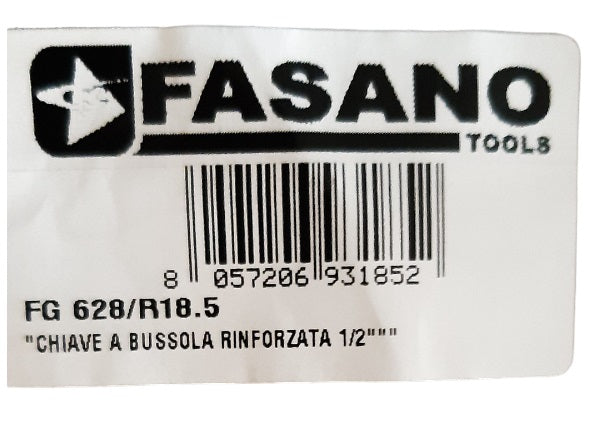 FASANO
TOOLS
8 057206 931852
FG 628/R18.5
"CHIAVE A BUSSOLA RINFORZATA 1/2"""